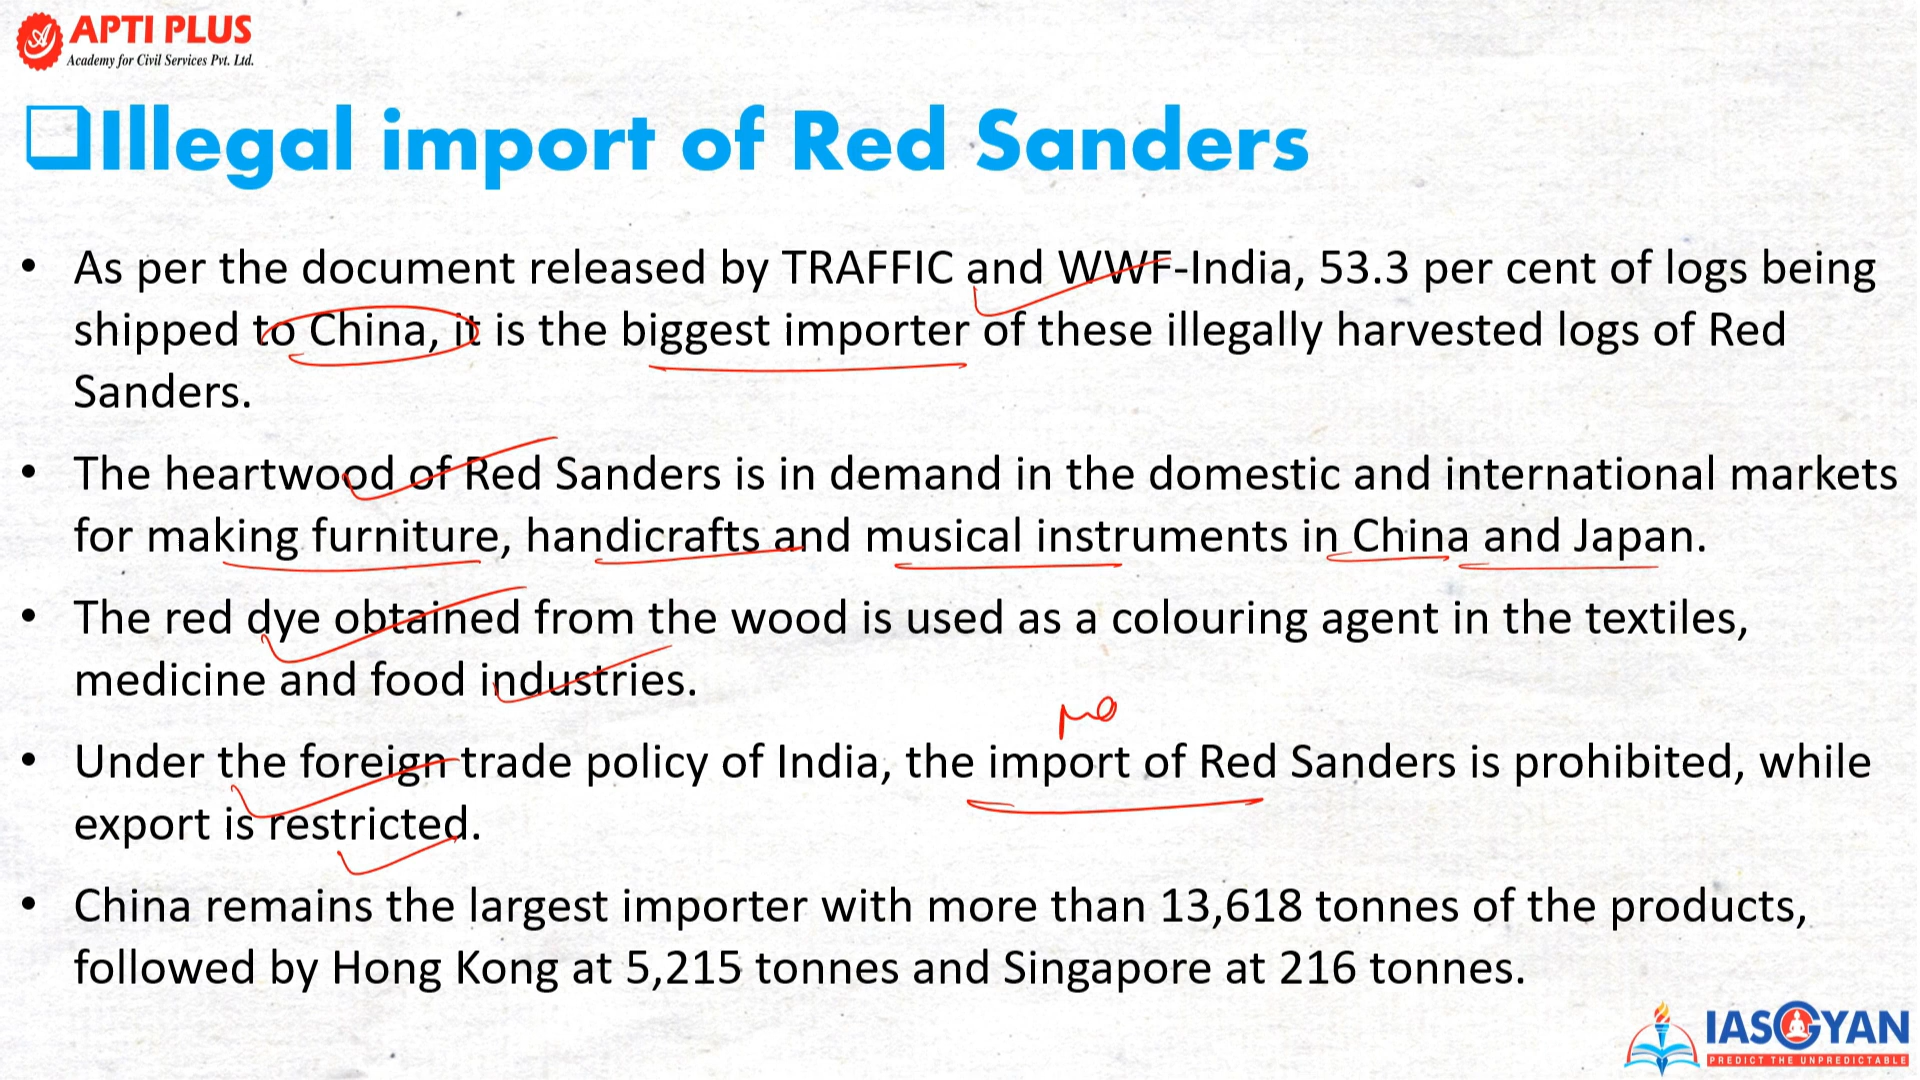 APTI PLUS
Academy for Civil Services Pvt. Ltd.
Illegal import of Red Sanders
• As per the document released by TRAFFIC and WWF-India, 53.3 per cent of logs being
shipped to China, it is the biggest importer of these illegally harvested logs of Red
Sanders.
• The heartwood of Red Sanders is in demand in the domestic and international markets
for making furniture, handicrafts and musical instruments in China and Japan.
• The red dye obtained from the wood is used as a colouring agent in the textiles,
medicine and food industries.
• Under the foreign trade policy of India, the import of Red Sanders is prohibited, while
export is restricted.
• China remains the largest importer with more than 13,618 tonnes of the products,
followed by Hong Kong at 5,215 tonnes and Singapore at 216 tonnes.
IASGYAN
PREDICT THE UNPREDICTABLE